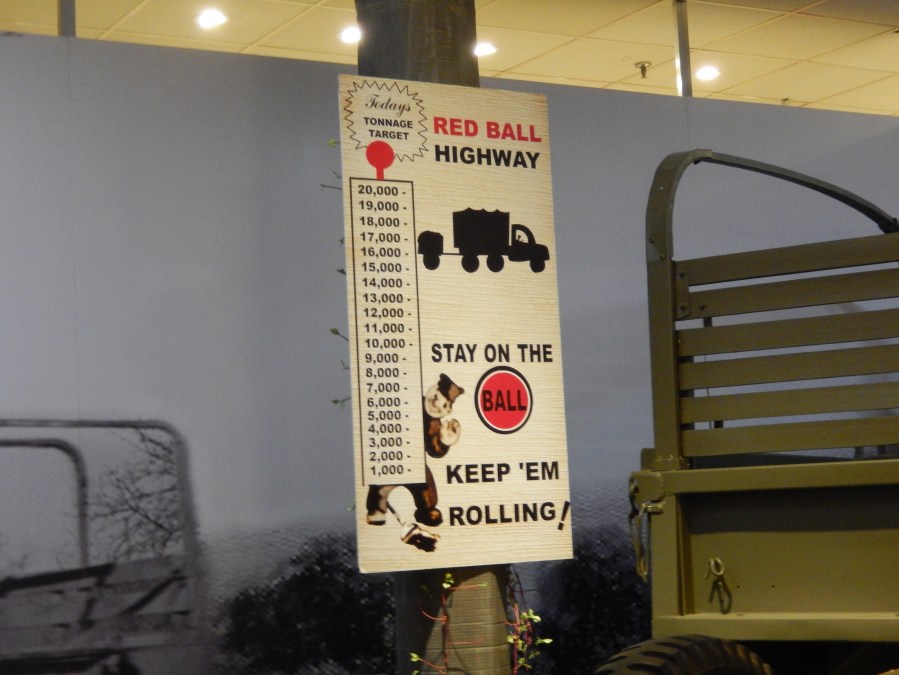 Todays
TONNAGE
TARGET
RED BALL
HIGHWAY
20,000 -
19,000 -
18,000 -
17,000 -
16,000 -
15,000 -
14,000 -
13,000 -
12,000 -
11,000 -
10,000 -
9,000 -
8,000 -
7,000 -
6,000 -
5,000 -
4,000 -
3,000 -
2,000 -
1,000 -
STAY ON THE
BALL
KEEP 'EM
ROLLING!